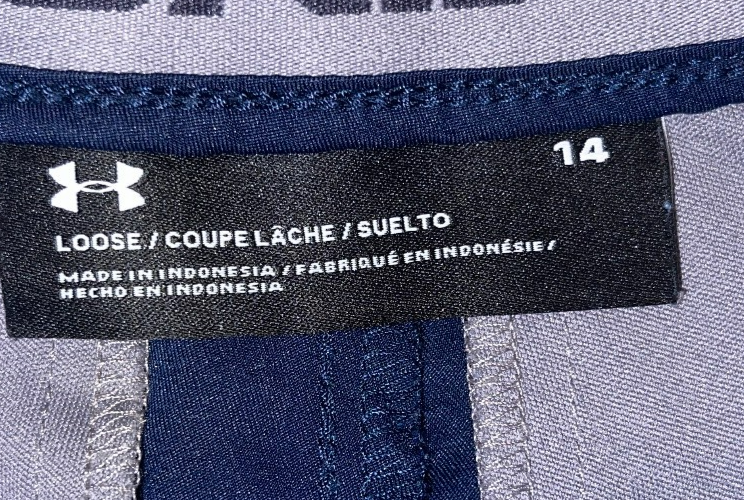 14
LOOSE / COUPE LÂCHE / SUELTO
MADE IN INDONESIA / FABRIQUÉ EN INDONÉSIE /
HECHO EN INDONESIA